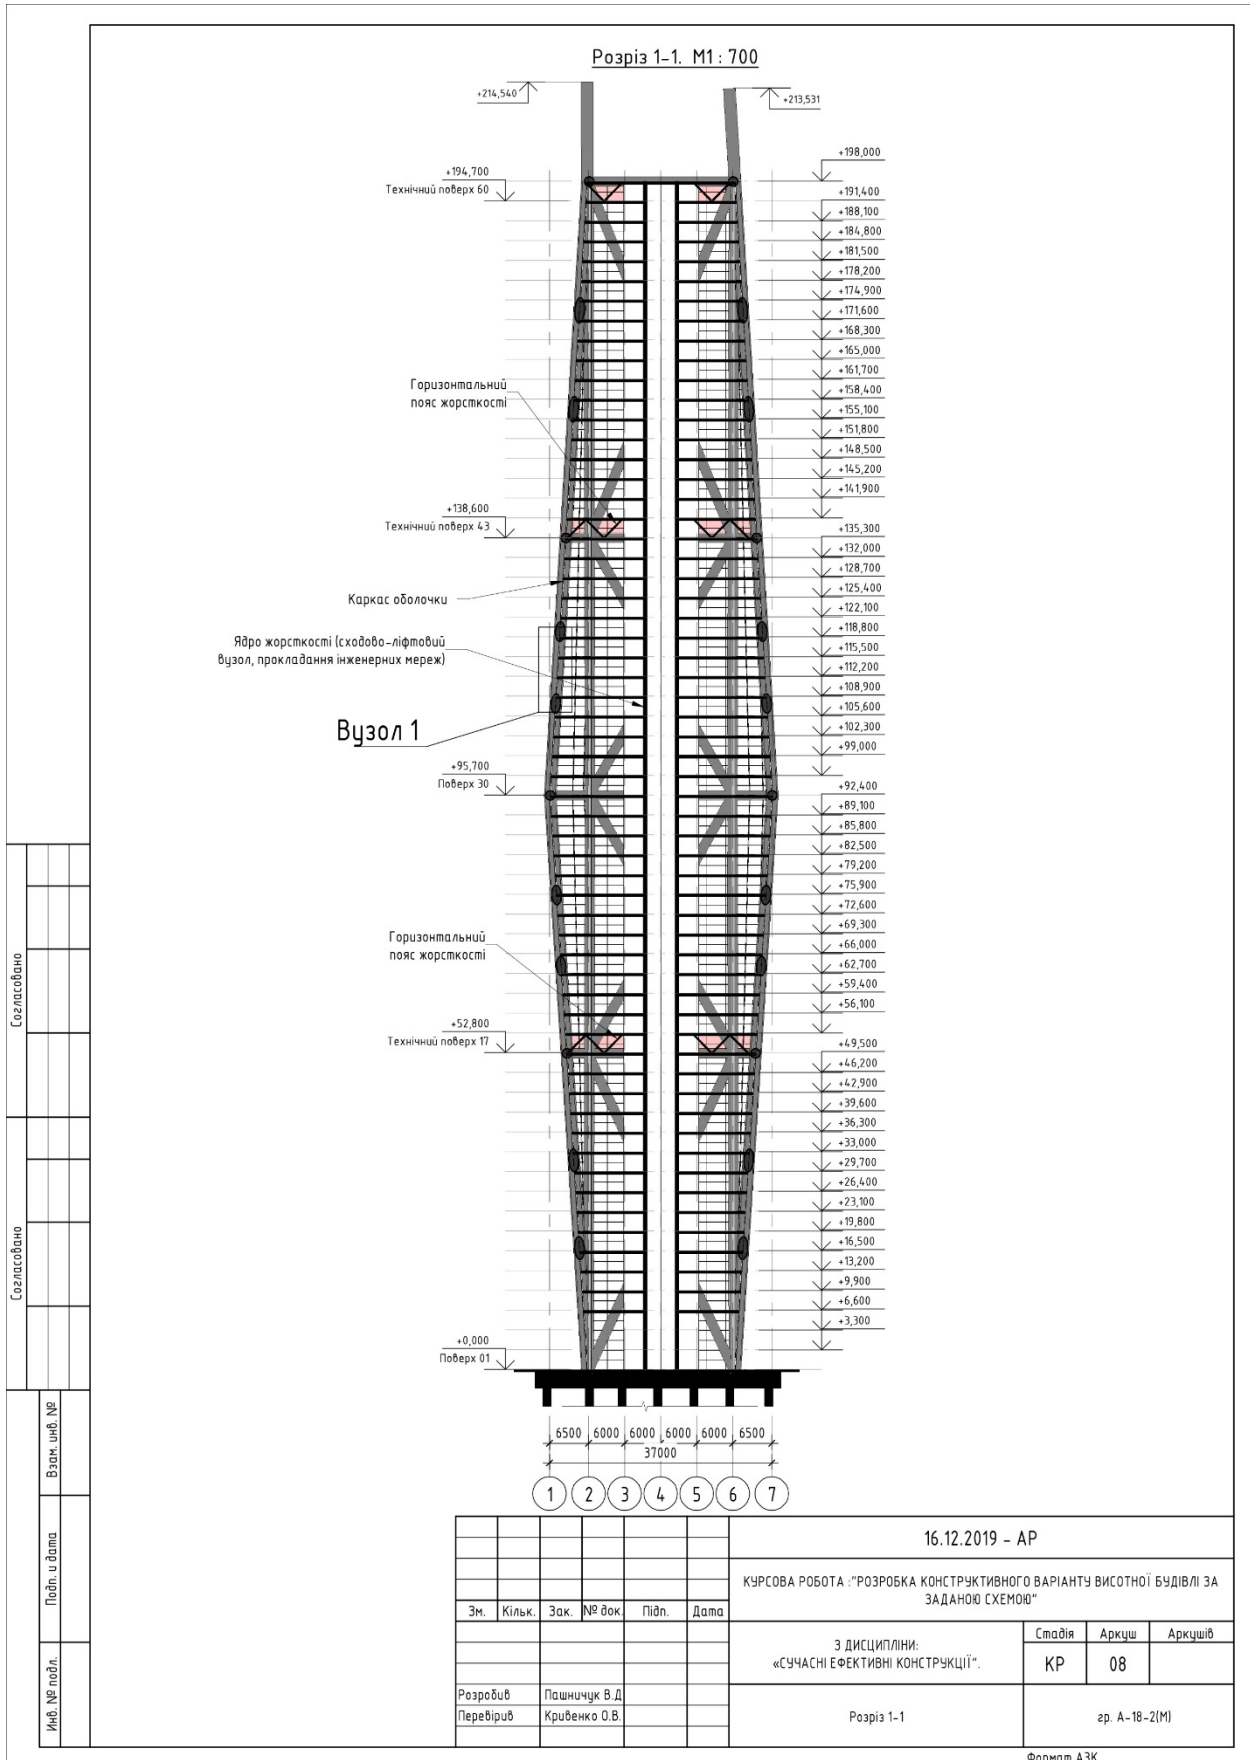 Розріз 1-1. М1 : 700
+214,540
+213,531
+198,000
+194,700
Технічний поверх 60
+191,400
+188,100
+184,800
+181,500
+178,200
+174,900
+171,600
+168,300
+165,000
+161,700
+158,400
+155,100
+151,800
+148,500
+145,200
+141,900
Горизонтальний
пояс жорсткості
+138,600
Технічний поверх 43
+135,300
+132,000
+128,700
+125,400
+122,100
+118,800
+115,500
+112,200
+108,900
+105,600
+102,300
+99,000
Каркас оболочки
Ядро жорсткості (сходово-ліфтовий
вузол, прокладання інженерних мереж)
Вузол 1
+95,700
Поверх 30
+92,400
+89,100
+85,800
+82,500
+79,200
+75,900
+72,600
+69,300
+66,000
+62,700
+59,400
+56,100
Горизонтальний
пояс жорсткості
+52,800
Технічний поверх 17
+49,500
+46,200
+42,900
+39,600
+36,300
+33,000
+29,700
+26,400
+23,100
+19,800
+16,500
+13,200
+9,900
+6,600
+3,300
+0,000
Поверх 01
6500 6000 6000 6000 6000 6500
37000
1 2 3 4 5 6 7
Согласовано
Согласовано
Взам. инв. №
Подп. и дата
Инв. № подл.
16.12.2019 - АР
КУРСОВА РОБОТА :"РОЗРОБКА КОНСТРУКТИВНОГО ВАРІАНТУ ВИСОТНОЇ БУДІВЛІ ЗА
ЗАДАНОЮ СХЕМОЮ"
Зм. Кільк. Зак. № док. Підп. Дата
З ДИСЦИПЛІНИ:
«СУЧАСНІ ЕФЕКТИВНІ КОНСТРУКЦІЇ".
Стадія Аркуш Аркушів
КР 08
Розробив Пашничук В.Д
Перевірив Кривенко О.В.
Розріз 1-1
гр. А-18-2(М)
Формат А3К